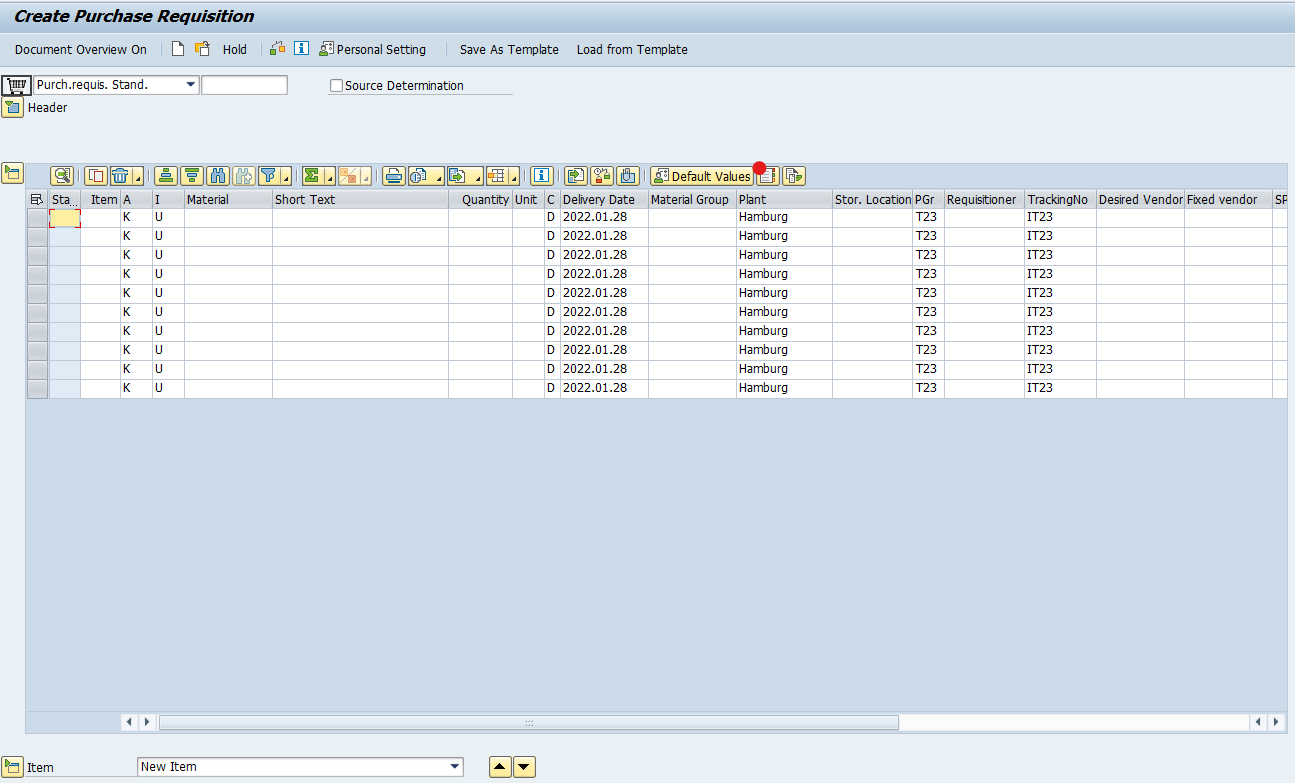 Create Purchase Requisition
Document Overview On Hold Personal Setting Save As Template Load from Template
Purch.requis. Stand. Source Determination
Header
Default Values
Sta... Item A I Material Short Text Quantity Unit C Delivery Date Material Group Plant Stor. Location PGr Requisitioner TrackingNo Desired Vendor Fixed vendor SP
K U D 2022.01.28 Hamburg T23 IT23
K U D 2022.01.28 Hamburg T23 IT23
K U D 2022.01.28 Hamburg T23 IT23
K U D 2022.01.28 Hamburg T23 IT23
K U D 2022.01.28 Hamburg T23 IT23
K U D 2022.01.28 Hamburg T23 IT23
K U D 2022.01.28 Hamburg T23 IT23
K U D 2022.01.28 Hamburg T23 IT23
K U D 2022.01.28 Hamburg T23 IT23
K U D 2022.01.28 Hamburg T23 IT23
Item New Item